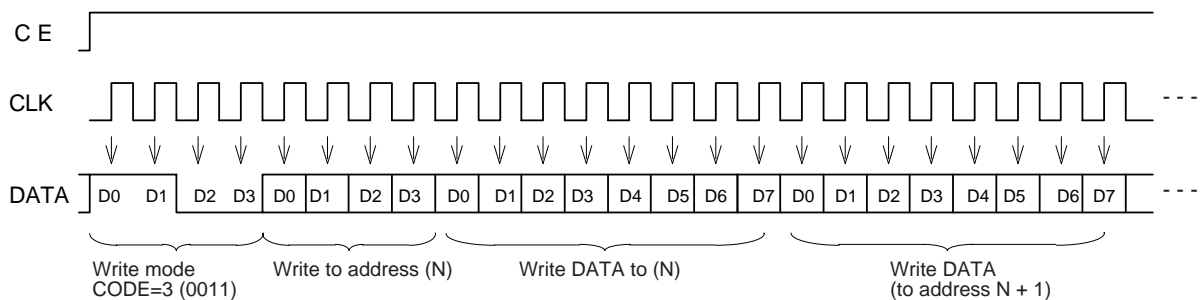 C E
CLK
DATA
D0 D1 D2 D3 D0 D1 D2 D3 D0 D1 D2 D3 D4 D5 D6 D7 D0 D1 D2 D3 D4 D5 D6 D7
Write mode
CODE=3 (0011)
Write to address (N)
Write DATA to (N)
Write DATA
(to address N + 1)